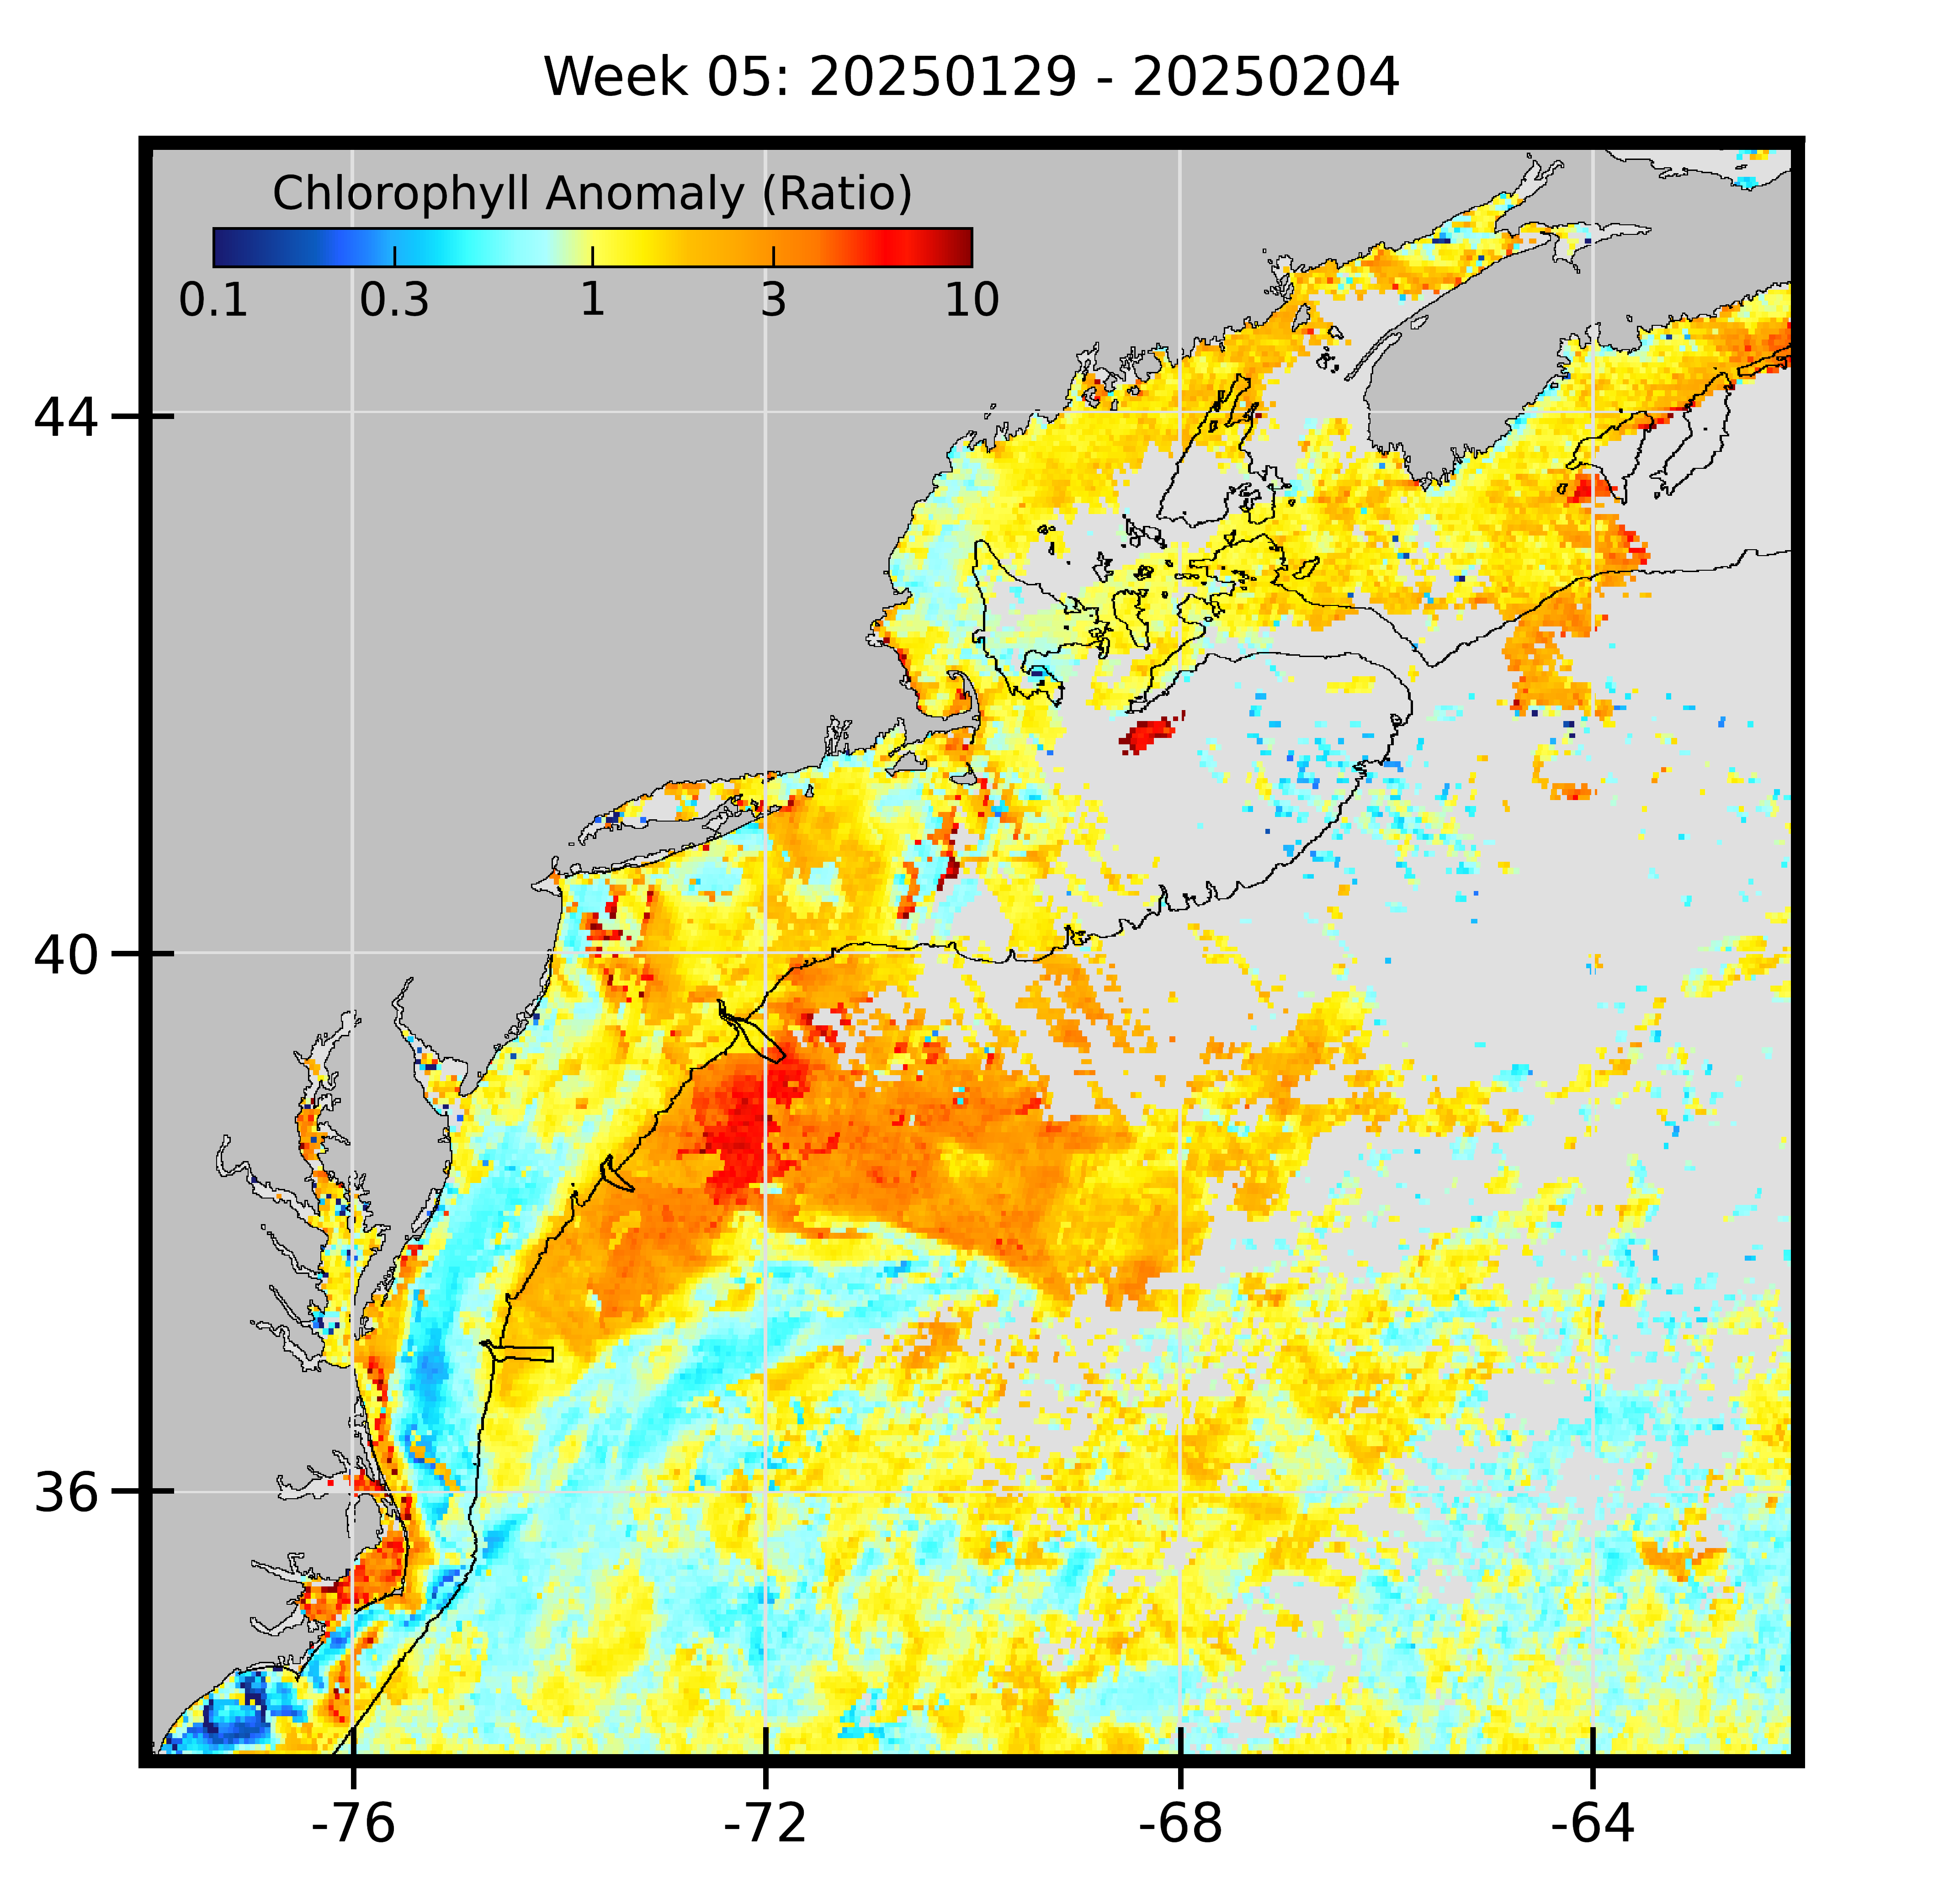 Week 05: 20250129 - 20250204
Chlorophyll Anomaly (Ratio)
0.1 0.3 1 3 10
44
40
36
-76 -72 -68 -64